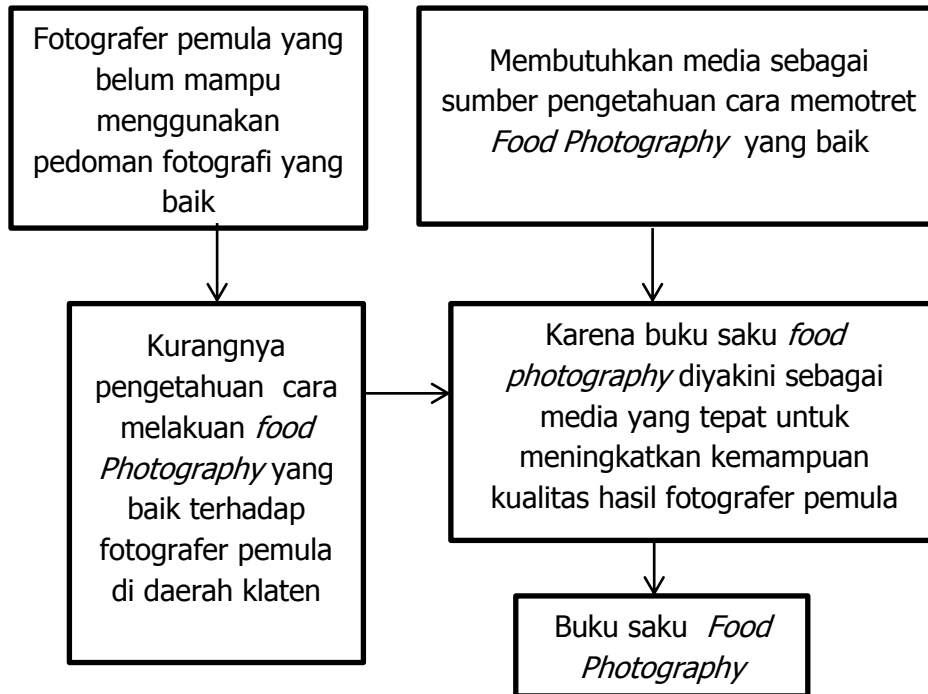 Fotografer pemula yang
belum mampu
menggunakan
pedoman fotografi yang
baik
Membutuhkan media sebagai
sumber pengetahuan cara memotret
Food Photography yang baik
Kurangnya
pengetahuan cara
melakuan food
Photography yang
baik terhadap
fotografer pemula
di daerah klaten
Karena buku saku food
photography diyakini sebagai
media yang tepat untuk
meningkatkan kemampuan
kualitas hasil fotografer pemula
Buku saku Food
Photography